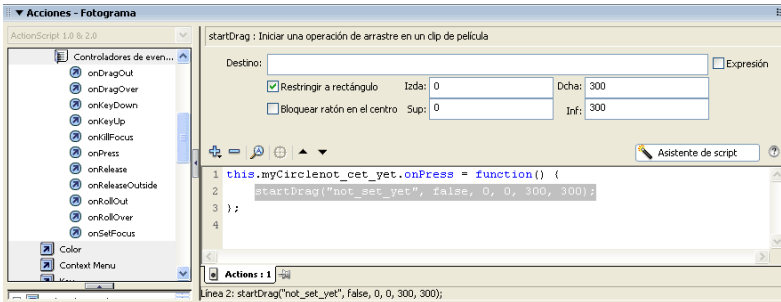 Acciones - Fotograma
ActionScript 1.0 & 2.0
Controladores de even...
onDragOut
onDragOver
onKeyDown
onKeyUp
onKillFocus
onPress
onRelease
onReleaseOutside
onRollOut
onRollOver
onSetFocus
Color
Context Menu
Key
startDrag : Iniciar una operación de arrastre en un clip de película
Destino:
Expresión
Restringir a rectángulo Izda: 0 Dcha: 300
Bloquear ratón en el centro Sup: 0 Inf: 300
Asistente de script
1 this.myCirclenot_cet_yet.onPress = function() {
2 startDrag("not_set_yet", false, 0, 0, 300, 300);
3 };
4
Actions : 1
Línea 2: startDrag("not_set_yet", false, 0, 0, 300, 300);